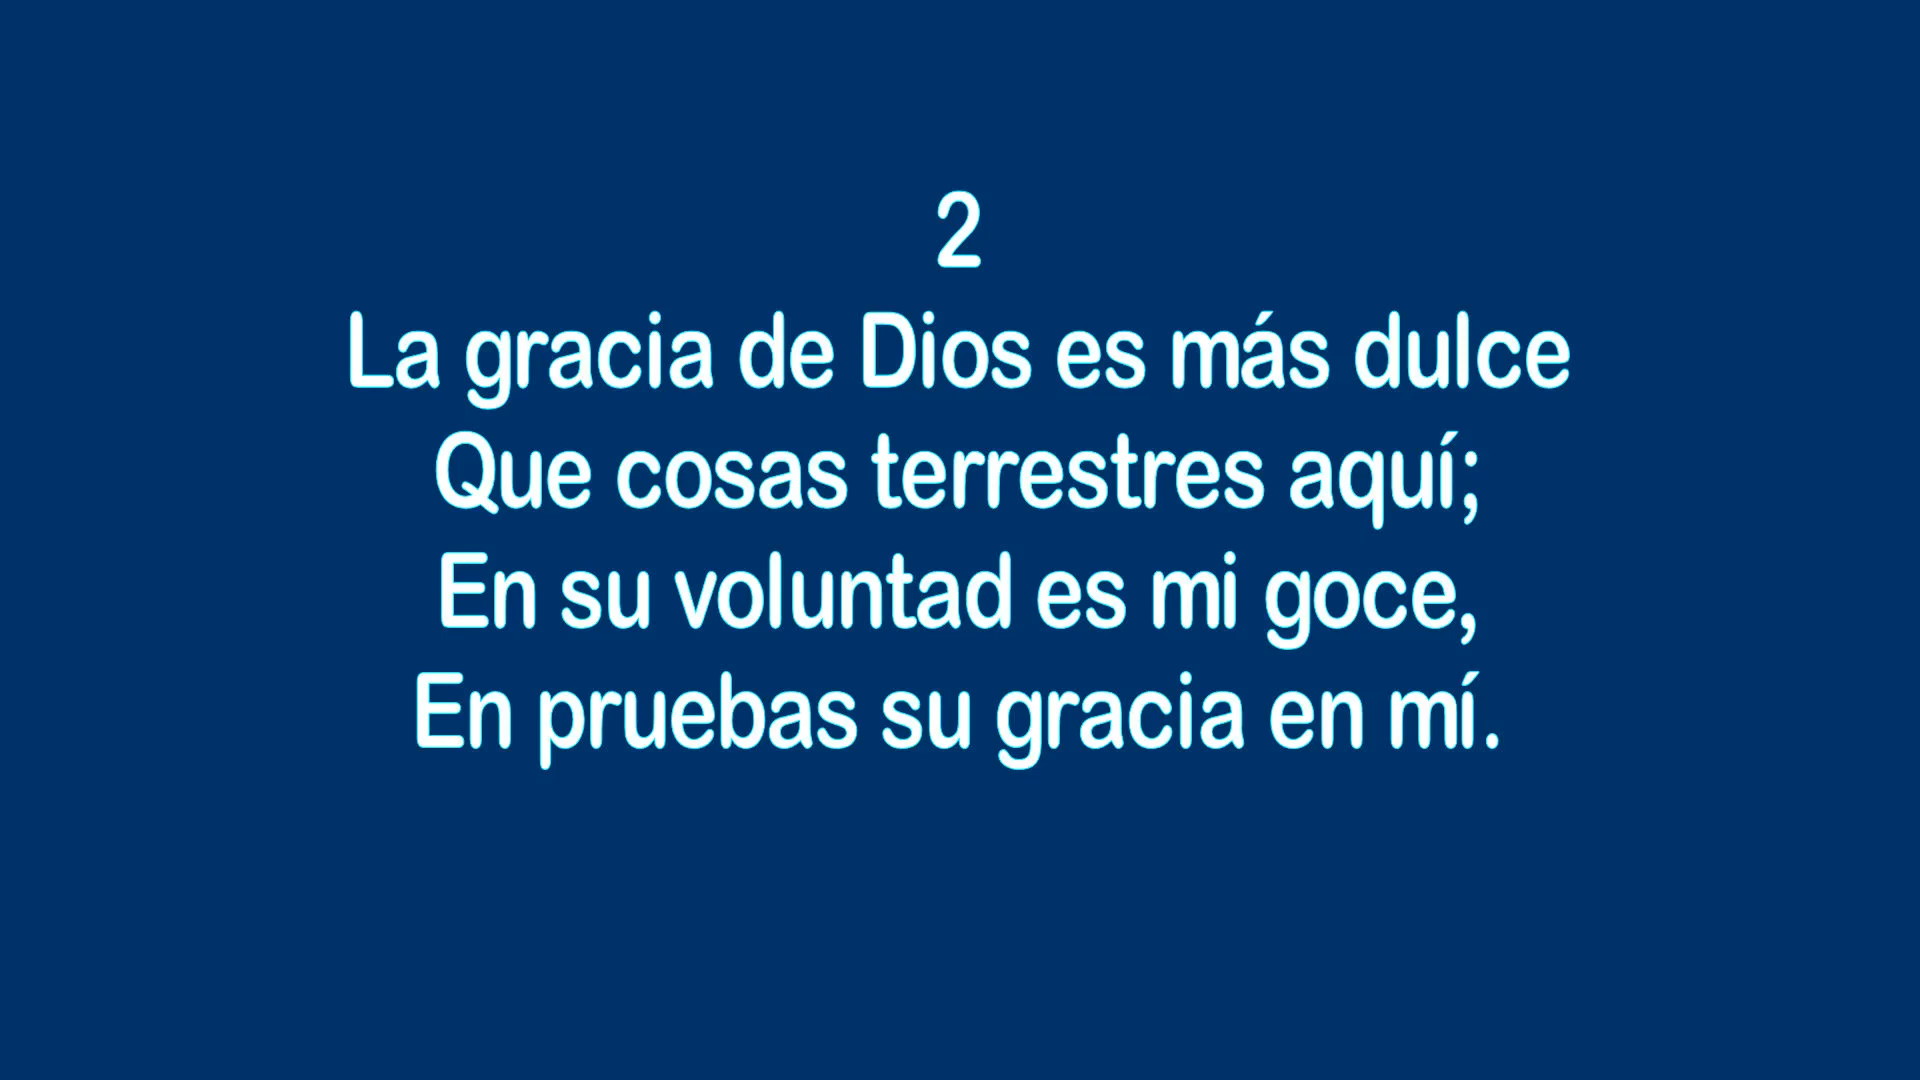 2
La gracia de Dios es más dulce
Que cosas terrestres aquí;
En su voluntad es mi goce,
En pruebas su gracia en mí.